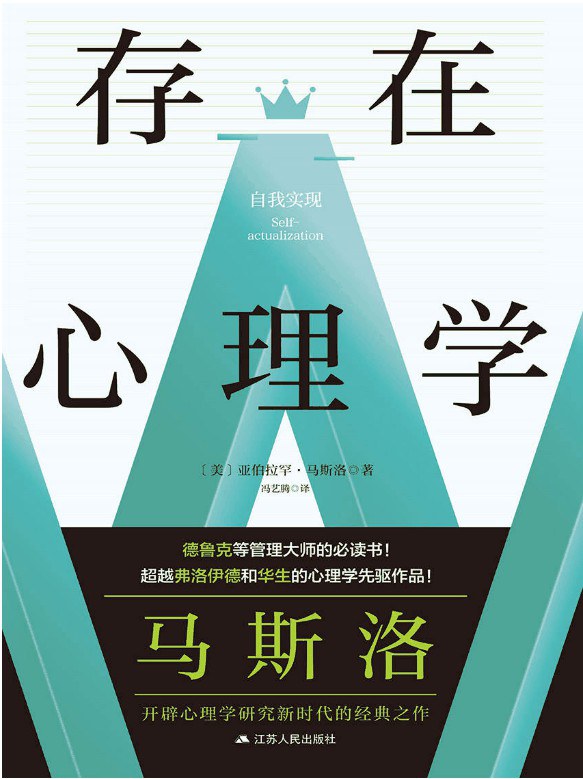 存在
自我实现
Self-
actualization
心理学
〔美〕亚伯拉罕·马斯洛◎著
冯艺腾◎译
德鲁克等管理大师的必读书！
超越弗洛伊德和华生的心理学先驱作品！
马斯洛
开辟心理学研究新时代的经典之作
江苏人民出版社